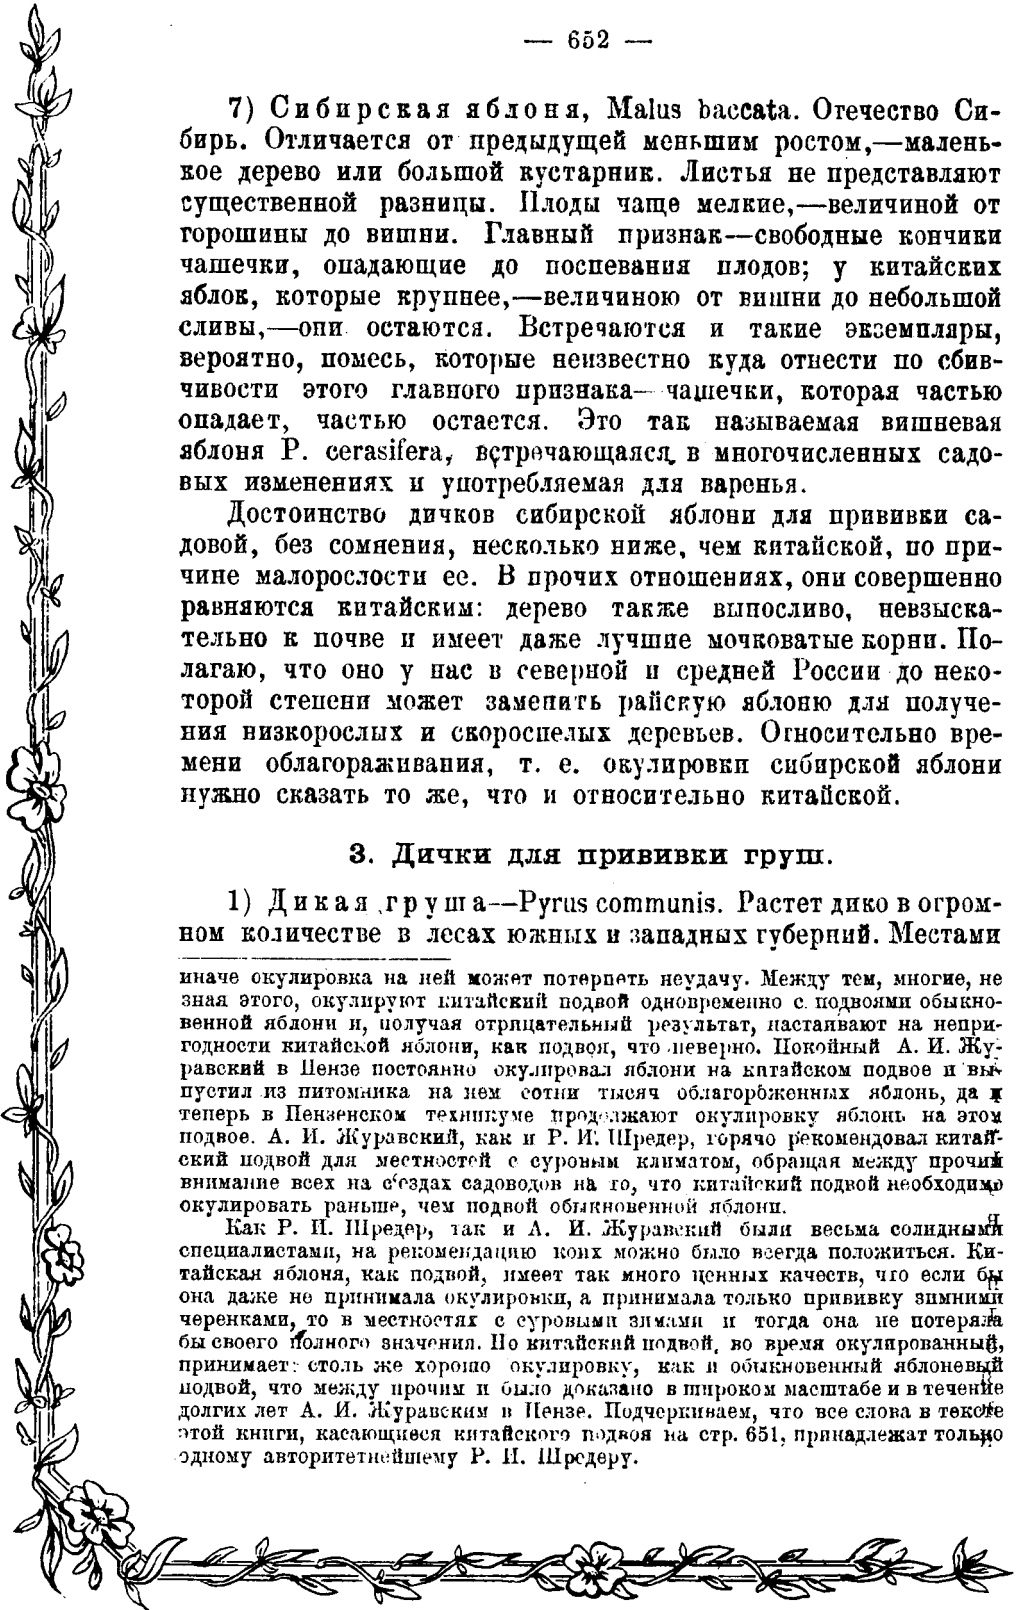 — 652 —
7) Сибирская яблоня, Malus baccata. Отечество Си-
бирь. Отличается от предыдущей меньшим ростом,—малень-
кое дерево или большой кустарник. Листья не представляют
существенной разницы. Плоды чаще мелкие,—величиной от
горошины до вишни. Главный признак—свободные кончики
чашечки, опадающие до поспевания плодов; у китайских
яблок, которые крупнее,—величиною от вишни до небольшой
сливы,—они остаются. Встречаются и такие экземпляры,
вероятно, помесь, которые неизвестно куда отнести по сбив-
чивости этого главного признака—чашечки, которая частью
опадает, частью остается. Это так называемая вишневая
яблоня P. cerasifera, встречающаяся, в многочисленных садо-
вых изменениях и употребляемая для варенья.
Достоинство дичков сибирской яблони для прививки са-
довой, без сомнения, несколько ниже, чем китайской, по при-
чине малорослости ее. В прочих отношениях, они совершенно
равняются китайским: дерево также выносливо, невзыска-
тельно к почве и имеет даже лучшие мочковатые корни. По-
лагаю, что оно у нас в северной и средней России до неко-
торой степени может заменить райскую яблоню для получе-
ния низкорослых и скороспелых деревьев. Относительно вре-
мени облагораживания, т. е. окулировки сибирской яблони
нужно сказать то же, что и относительно китайской.
3. Дички для прививки груш.
1) Дикая груша—Pyrus communis. Растет дико в огром-
ном количестве в лесах южных и западных губерний. Местами
иначе окулировка на ней может потерпеть неудачу. Между тем, многие, не
зная этого, окулируют китайский подвой одновременно с подвоями обыкно-
венной яблони и, получая отрицательный результат, настаивают на непри-
годности китайской яблони, как подвоя, что неверно. Покойный А. И. Жу-
равский в Пензе постоянно окулировал яблони на китайском подвое и вы-
пустил из питомника на нем сотни тысяч облагороженных яблонь, да и
теперь в Пензенском техникуме продолжают окулировку яблонь на этом
подвое. А. И. Журавский, как и Р. И. Шредер, горячо рекомендовал китай-
ский подвой для местностей с суровым климатом, обращая между прочим
внимание всех на с'ездах садоводов на то, что китайский подвой необходимо
окулировать раньше, чем подвой обыкновенной яблони.
Как Р. И. Шредер, так и А. И. Журавский были весьма солидными
специалистами, на рекомендацию коих можно было всегда положиться. Ки-
тайская яблоня, как подвой, имеет так много ценных качеств, что если бы
она даже не принимала окулировки, а принимала только прививку зимними
черенками, то в местностях с суровыми зимами и тогда она не потеряла
бы своего полного значения. Но китайский подвой, во время окулированный,
принимает столь же хорошо окулировку, как и обыкновенный яблоневый
подвой, что между прочим и было доказано в широком масштабе и в течение
долгих лет А. И. Журавским в Пензе. Подчеркиваем, что все слова в тексте
этой книги, касающиеся китайского подвоя на стр. 651, принадлежат только
одному авторитетнейшему Р. И. Шредеру.